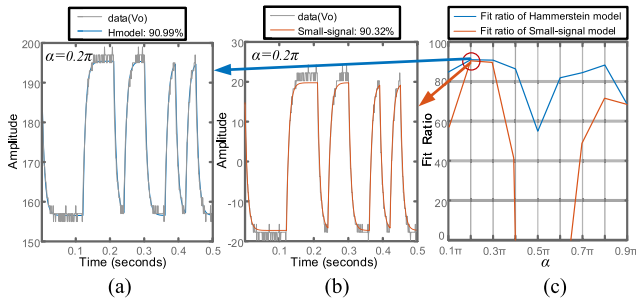 data(Vo)
Hmodel: 90.99%
data(Vo)
Small-signal: 90.32%
Fit ratio of Hammerstein model
Fit ratio of Small-signal model
α=0.2π
200
190
180
170
160
150
Amplitude
0.1 0.2 0.3 0.4 0.5
Time (seconds)
(a)
α=0.2π
30
20
10
0
-10
-20
Amplitude
0.1 0.2 0.3 0.4 0.5
Time (seconds)
(b)
100
80
60
40
20
0
Fit Ratio
0.1π 0.3π 0.5π 0.7π 0.9π
α
(c)